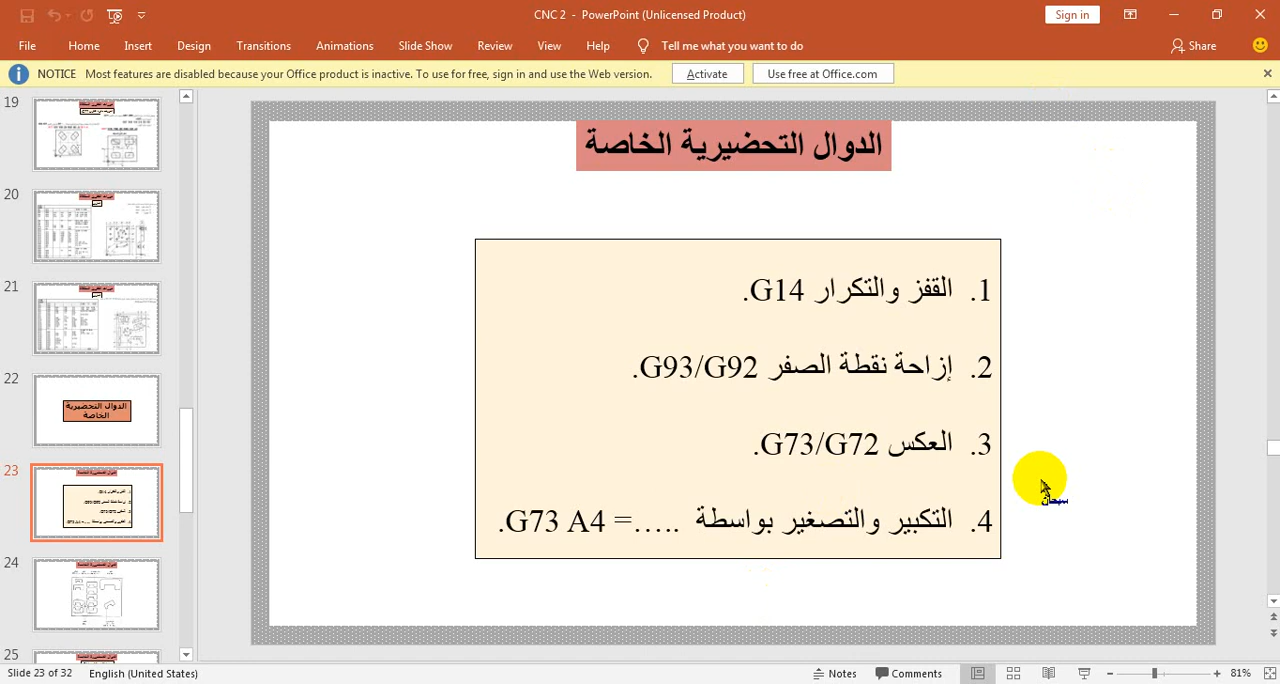 CNC 2 - PowerPoint (Unlicensed Product)
Sign in
File Home Insert Design Transitions Animations Slide Show Review View Help Tell me what you want to do Share
NOTICE Most features are disabled because your Office product is inactive. To use for free, sign in and use the Web version. Activate Use free at Office.com
19
20
21
22
الدوال التحضيرية
الخاصة
23
24
25
الدوال التحضيرية الخاصة
1. القفز والتكرار G14.
2. إزاحة نقطة الصفر G93/G92.
3. العكس G73/G72.
4. التكبير والتصغير بواسطة G73 A4 =…...
سبحان
Slide 23 of 32 English (United States) Notes Comments 81%